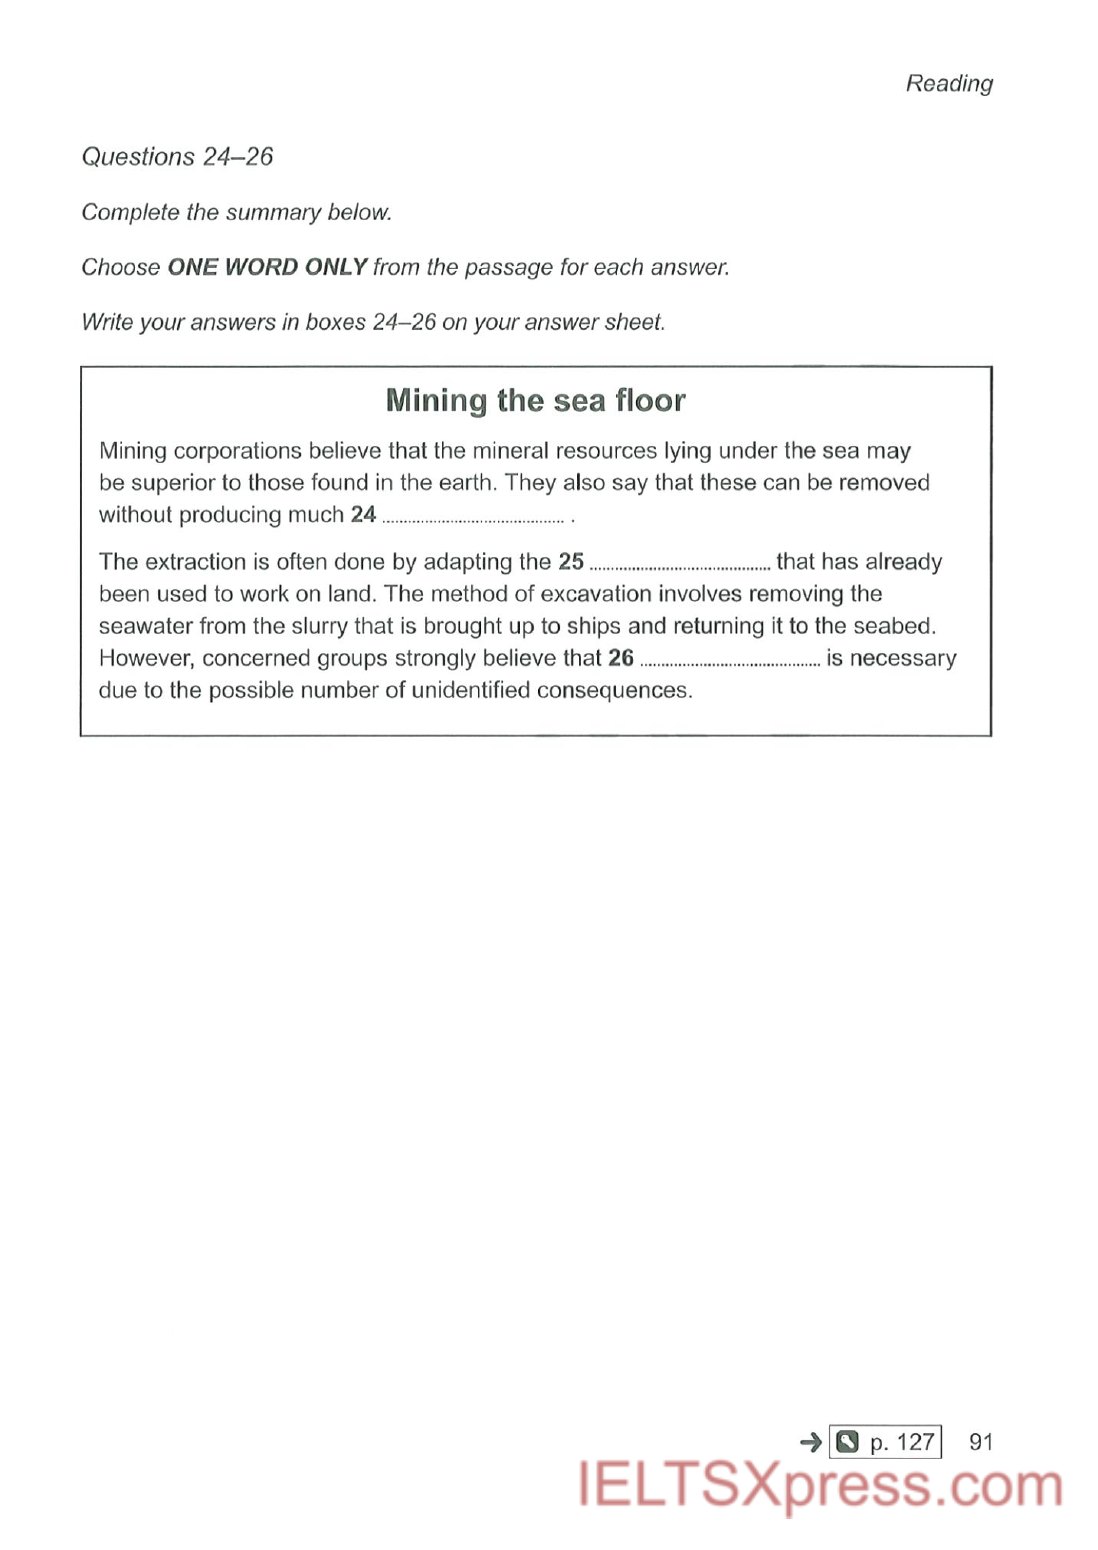 Reading
Questions 24–26
Complete the summary below.
Choose ONE WORD ONLY from the passage for each answer.
Write your answers in boxes 24–26 on your answer sheet.
Mining the sea floor
Mining corporations believe that the mineral resources lying under the sea may
be superior to those found in the earth. They also say that these can be removed
without producing much 24 ........................................ .
The extraction is often done by adapting the 25 ........................................ that has already
been used to work on land. The method of excavation involves removing the
seawater from the slurry that is brought up to ships and returning it to the seabed.
However, concerned groups strongly believe that 26 ........................................ is necessary
due to the possible number of unidentified consequences.
→ p. 127 91
IELTSXpress.com